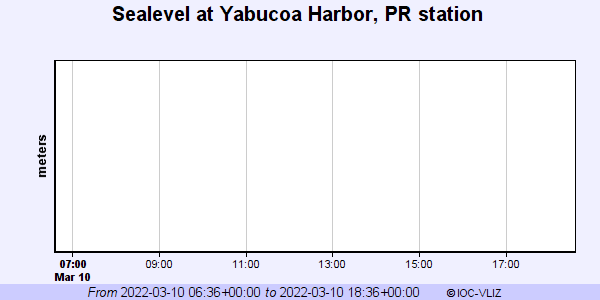 Sealevel at Yabucoa Harbor, PR station
meters
07:00 09:00 11:00 13:00 15:00 17:00
Mar 10
From 2022-03-10 06:36+00:00 to 2022-03-10 18:36+00:00 © IOC-VLIZ